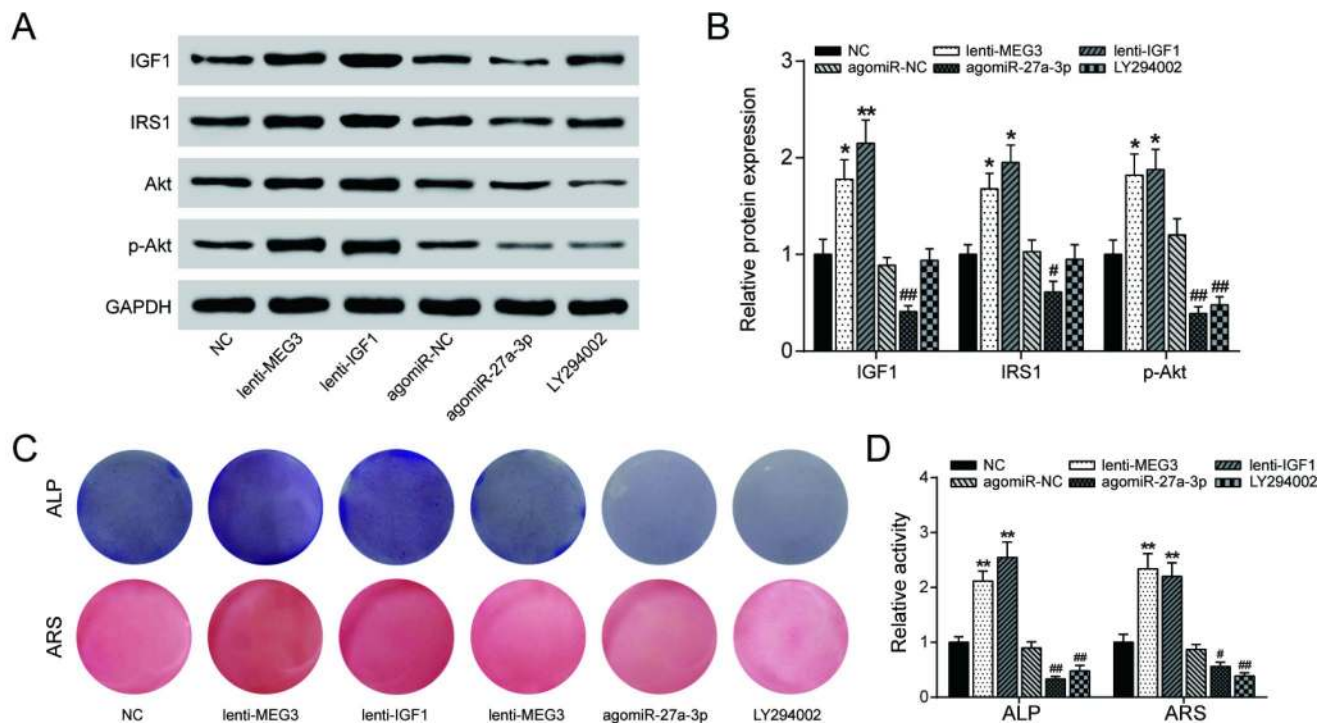 A
IGF1
IRS1
Akt
p-Akt
GAPDH
NC
lenti-MEG3
lenti-IGF1
agomiR-NC
agomiR-27a-3p
LY294002
B
NC
lenti-MEG3
lenti-IGF1
agomiR-NC
agomiR-27a-3p
LY294002
Relative protein expression
3
2
1
0
* ** * * * *
## # ## ##
IGF1 IRS1 p-Akt
C
ALP
ARS
NC lenti-MEG3 lenti-IGF1 lenti-MEG3 agomiR-27a-3p LY294002
D
NC
lenti-MEG3
lenti-IGF1
agomiR-NC
agomiR-27a-3p
LY294002
Relative activity
4
3
2
1
0
** ** ** **
## ## # ##
ALP ARS